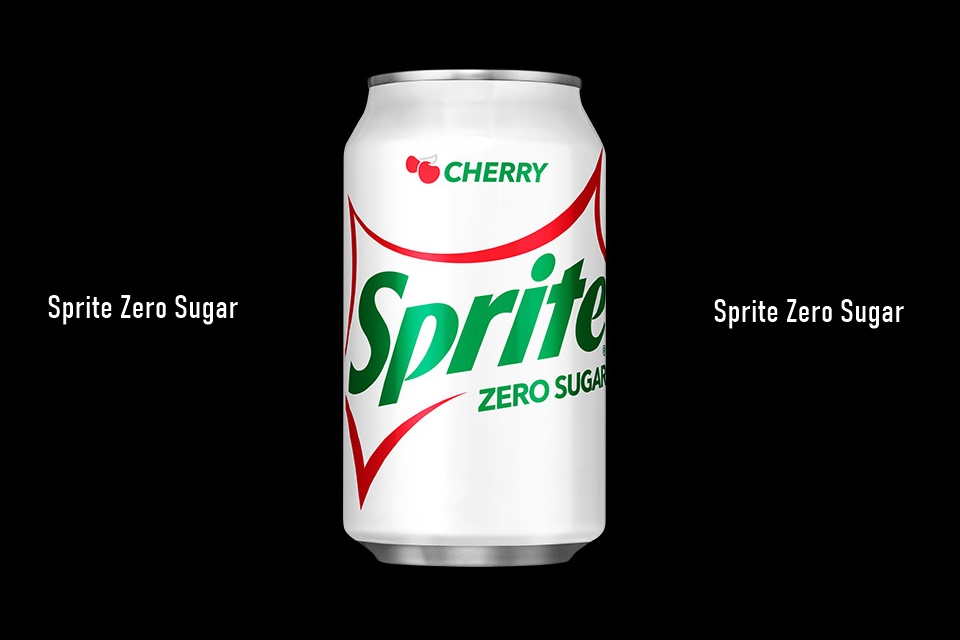 CHERRY
Sprite Zero Sugar
Sprite
Sprite Zero Sugar
ZERO SUGAR